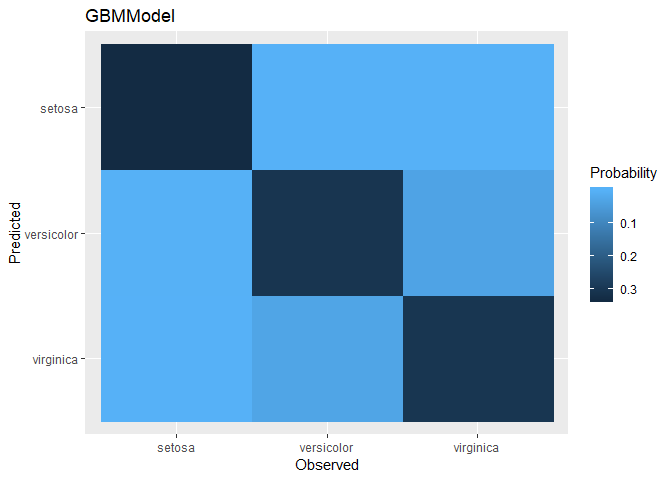 GBMModel
Predicted
setosa
versicolor
virginica
setosa versicolor virginica
Observed
Probability
0.1
0.2
0.3